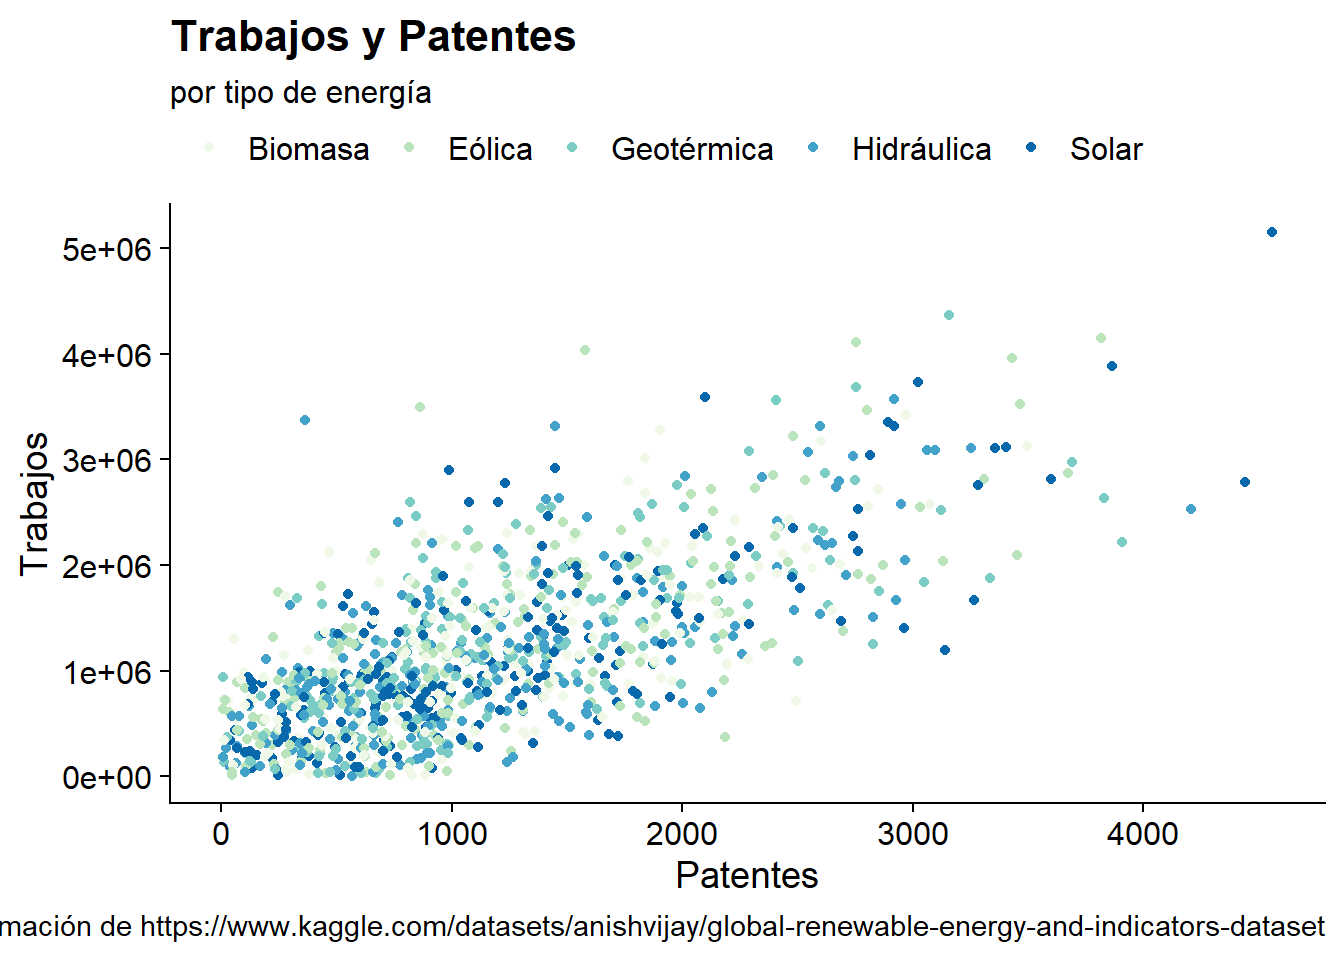 Trabajos y Patentes
por tipo de energía
Biomasa Eólica Geotérmica Hidráulica Solar
5e+06
4e+06
3e+06
2e+06
1e+06
0e+00
Trabajos
0 1000 2000 3000 4000
Patentes
mación de https://www.kaggle.com/datasets/anishvijay/global-renewable-energy-and-indicators-dataset